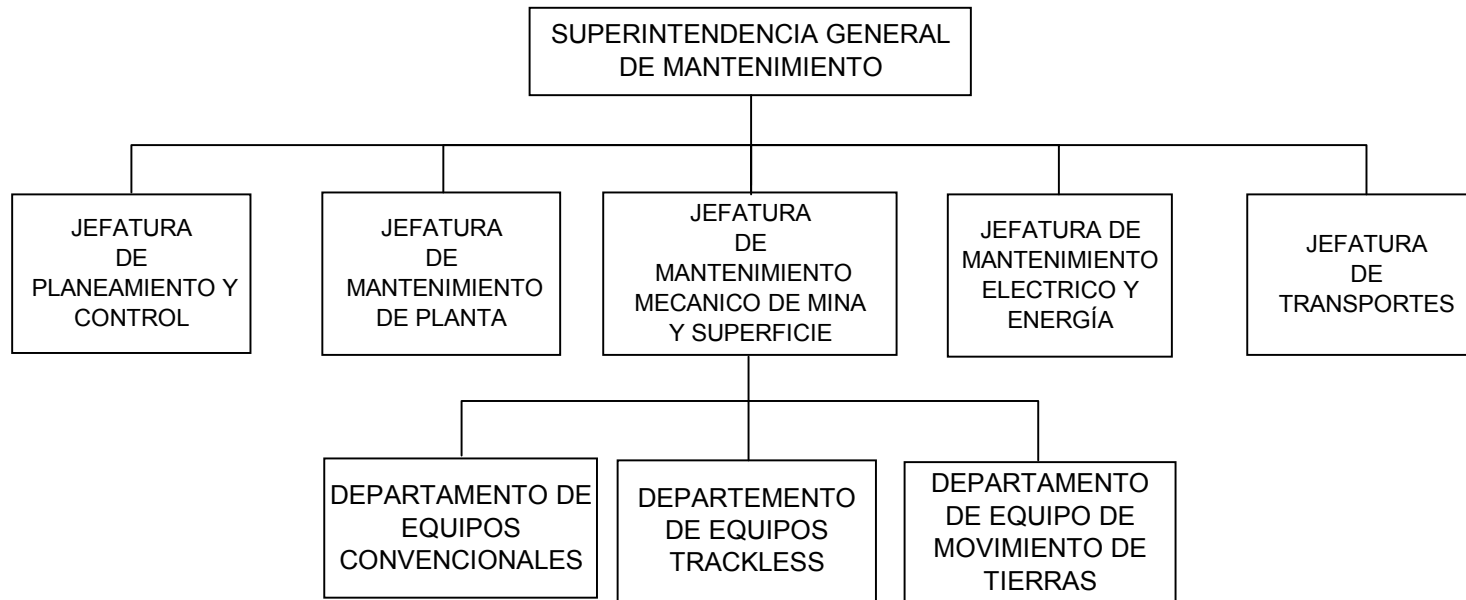 SUPERINTENDENCIA GENERAL
DE MANTENIMIENTO
JEFATURA
DE
PLANEAMIENTO Y
CONTROL
JEFATURA
DE
MANTENIMIENTO
DE PLANTA
JEFATURA
DE
MANTENIMIENTO
MECANICO DE MINA
Y SUPERFICIE
JEFATURA DE
MANTENIMIENTO
ELECTRICO Y
ENERGÍA
JEFATURA
DE
TRANSPORTES
DEPARTAMENTO DE
EQUIPOS
CONVENCIONALES
DEPARTEMENTO
DE EQUIPOS
TRACKLESS
DEPARTAMENTO
DE EQUIPO DE
MOVIMIENTO DE
TIERRAS